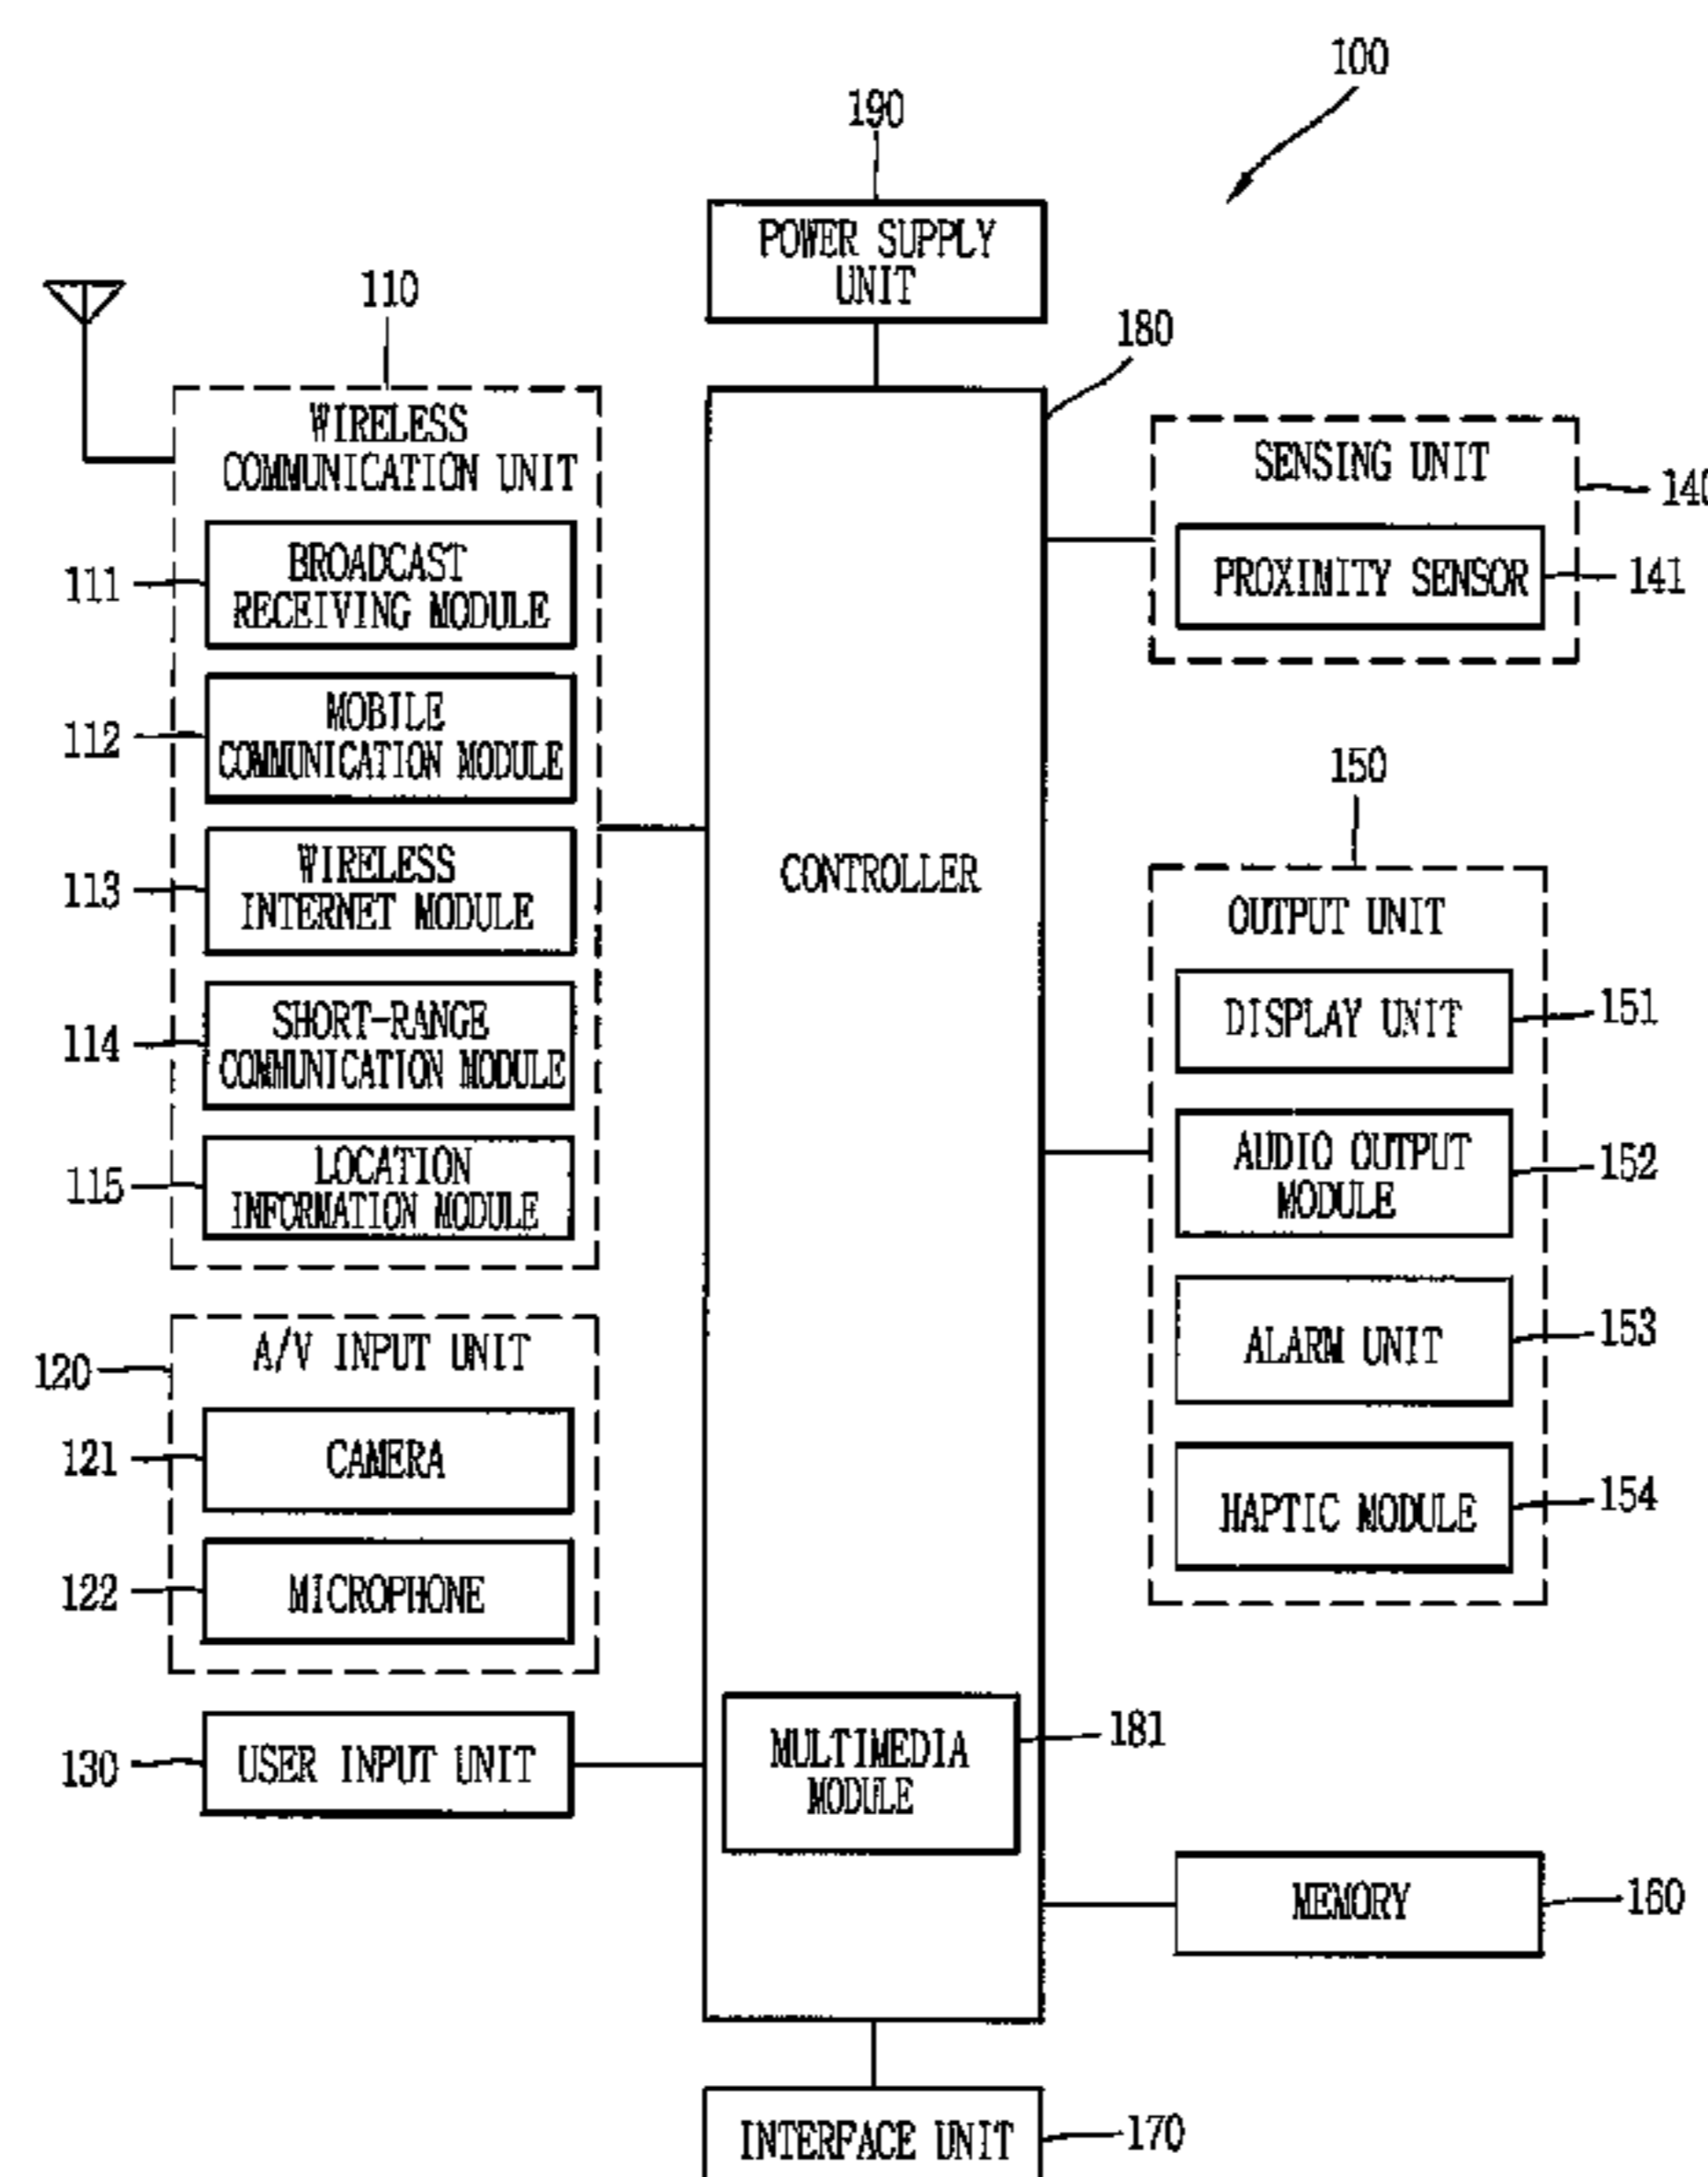 100
190
POWER SUPPLY
UNIT
110
180
WIRELESS
COMMUNICATION UNIT
111
BROADCAST
RECEIVING MODULE
112
MOBILE
COMMUNICATION MODULE
113
WIRELESS
INTERNET MODULE
114
SHORT-RANGE
COMMUNICATION MODULE
115
LOCATION
INFORMATION MODULE
120
A/V INPUT UNIT
121
CAMERA
122
MICROPHONE
130
USER INPUT UNIT
CONTROLLER
MULTIMEDIA
MODULE
181
SENSING UNIT
140
PROXIMITY SENSOR
141
150
OUTPUT UNIT
DISPLAY UNIT
151
AUDIO OUTPUT
MODULE
152
ALARM UNIT
153
HAPTIC MODULE
154
MEMORY
160
INTERFACE UNIT
170